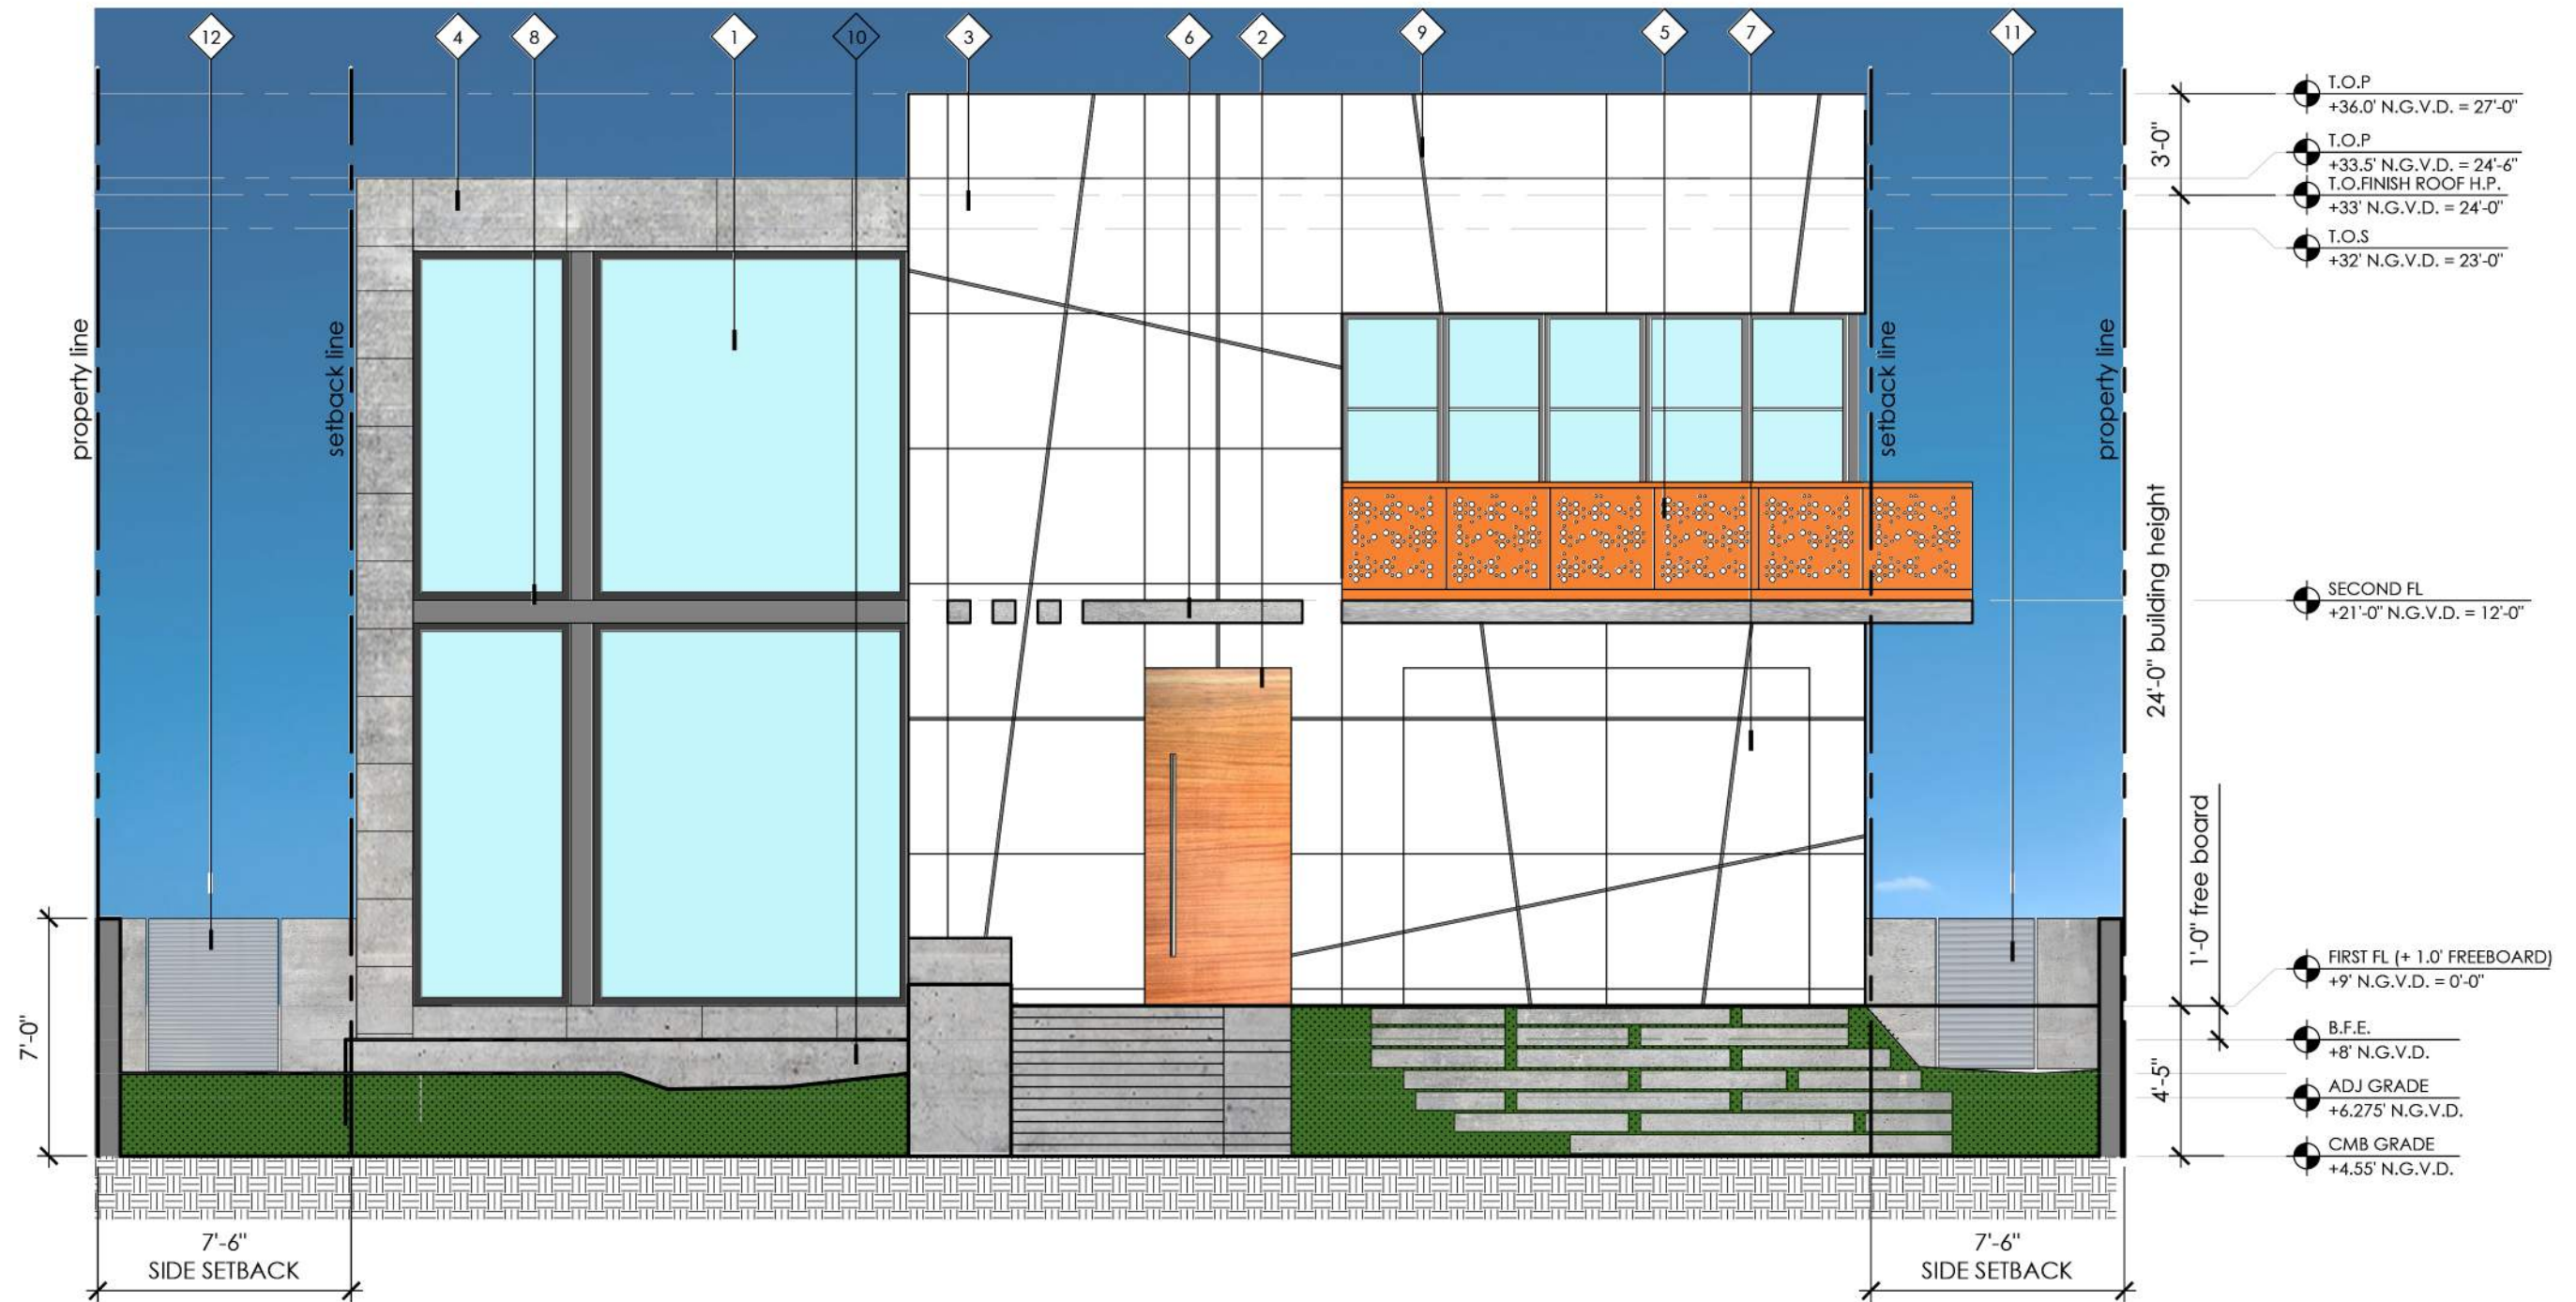 12
4
8
1
10
3
6
2
9
5
7
11
T.O.P
+36.0' N.G.V.D. = 27'-0"
T.O.P
+33.5' N.G.V.D. = 24'-6"
T.O.FINISH ROOF H.P.
+33' N.G.V.D. = 24'-0"
T.O.S
+32' N.G.V.D. = 23'-0"
3'-0"
property line
setback line
setback line
property line
24'-0" building height
SECOND FL
+21'-0" N.G.V.D. = 12'-0"
1'-0" free board
FIRST FL (+ 1.0' FREEBOARD)
+9' N.G.V.D. = 0'-0"
B.F.E.
+8' N.G.V.D.
7'-0"
4'-5"
ADJ GRADE
+6.275' N.G.V.D.
CMB GRADE
+4.55' N.G.V.D.
7'-6"
SIDE SETBACK
7'-6"
SIDE SETBACK